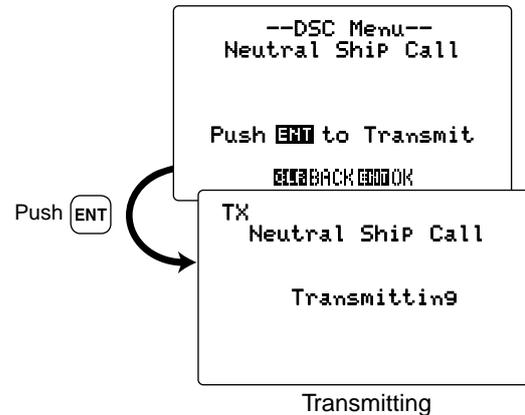 --DSC Menu--
Neutral Ship Call
Push ENT to Transmit
CLR BACK ENT OK
Push ENT
TX
Neutral Ship Call
Transmitting
Transmitting